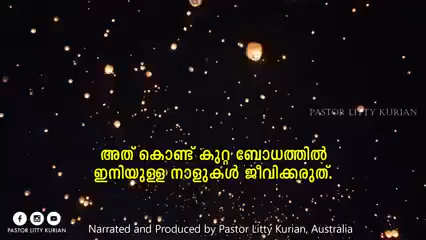 PASTOR LITTY KURIAN
അത് കൊണ്ട് കുറ്റ ബോധത്തിൽ
ഇനിയുള്ള നാളുകൾ ജീവിക്കരുത്.
PASTOR LITTY KURIAN
Narrated and Produced by Pastor Litty Kurian, Australia